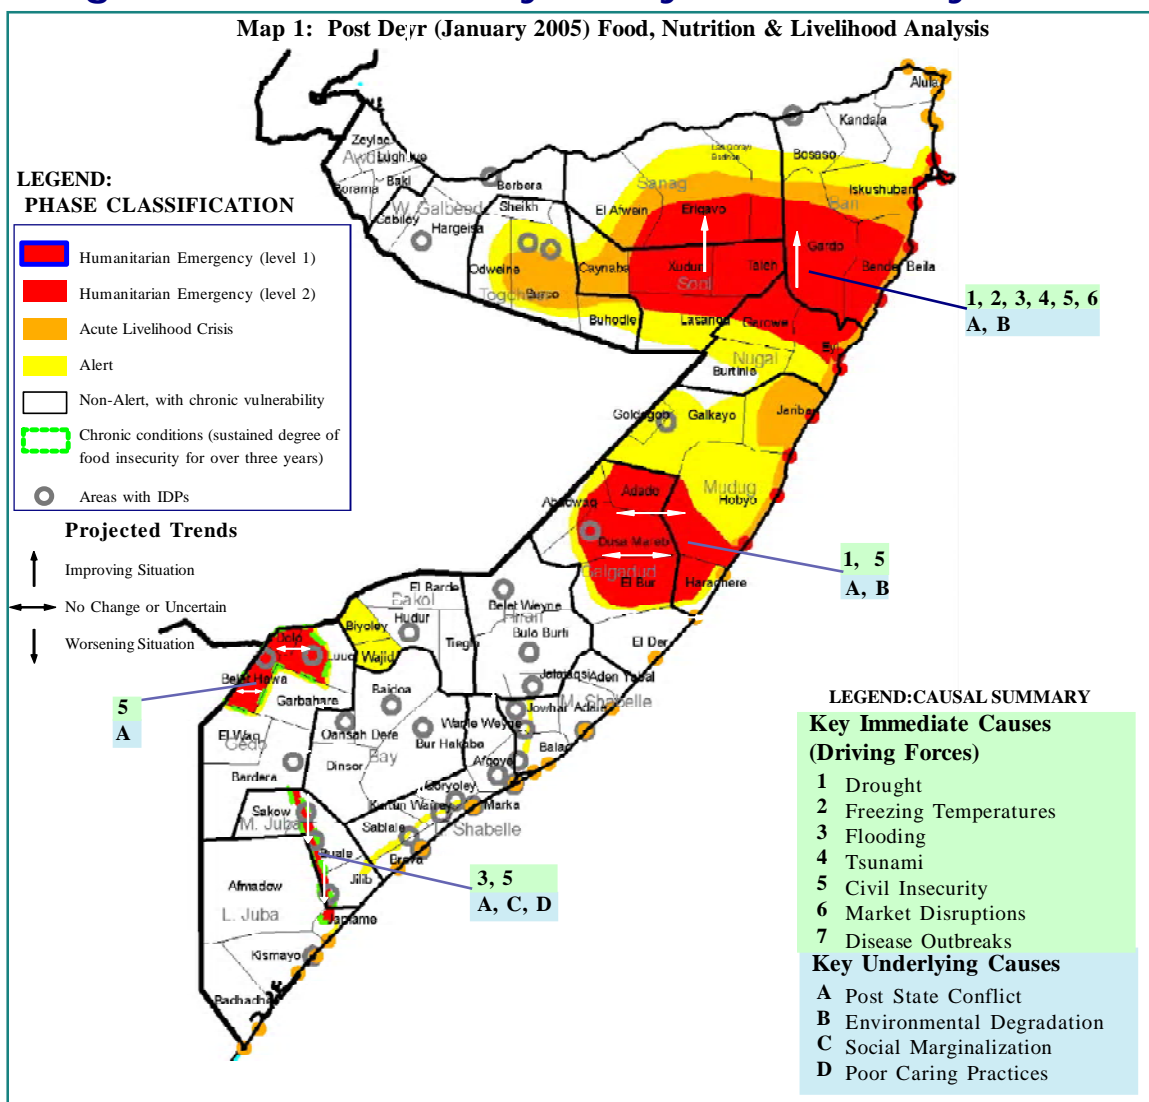 Map 1: Post Deyr (January 2005) Food, Nutrition & Livelihood Analysis
LEGEND:
PHASE CLASSIFICATION
Humanitarian Emergency (level 1)
Humanitarian Emergency (level 2)
Acute Livelihood Crisis
Alert
Non-Alert, with chronic vulnerability
Chronic conditions (sustained degree of
food insecurity for over three years)
Areas with IDPs
Projected Trends
Improving Situation
No Change or Uncertain
Worsening Situation
Alula
Kandala
Zeylac
Lughaye
Bosaso
Baki
Borama
Berbera
Sanag
Iskushuban
Bari
W. Galbeed
Sheikh
El Afwein
Erigavo
Gabiley
Hargeisa
Gardo
Odweine
Caynaba
Xudun
Taleh
Bander Beila
Sool
Burao
Buhodle
Lasanod
Garowe
Eyl
Nugal
Burtinle
1, 2, 3, 4, 5, 6
A, B
Goldogob
Galkayo
Jariban
Adado
Mudug
Hobyo
Abudwaq
Dusa Mareb
Galgadud
El Bur
Haradhere
1, 5
A, B
El Barde
Bakol
Belet Weyne
Hiran
Biyoley
Hudur
Bulo Burti
Tieglo
El Der
Dolo
Luuq
Wajid
Belet Hawa
Garbahare
Baidoa
Jalalaqsi
Aden Yabal
M. Shabelle
5
A
Jowhar
Wanle Weyne
Qansah Dere
El Waq
Gedo
Bur Hakaba
Balad
Dinsor
Bay
Afgoye
Bardera
Qoryoley
Kurtun Warrey
Marka
Sakow
M. Juba
Sablale
L. Shabelle
Buale
Brava
Jilib
3, 5
A, C, D
Afmadow
L. Juba
Jamame
Kismayo
Badhadhe
LEGEND:CAUSAL SUMMARY
Key Immediate Causes
(Driving Forces)
1 Drought
2 Freezing Temperatures
3 Flooding
4 Tsunami
5 Civil Insecurity
6 Market Disruptions
7 Disease Outbreaks
Key Underlying Causes
A Post State Conflict
B Environmental Degradation
C Social Marginalization
D Poor Caring Practices